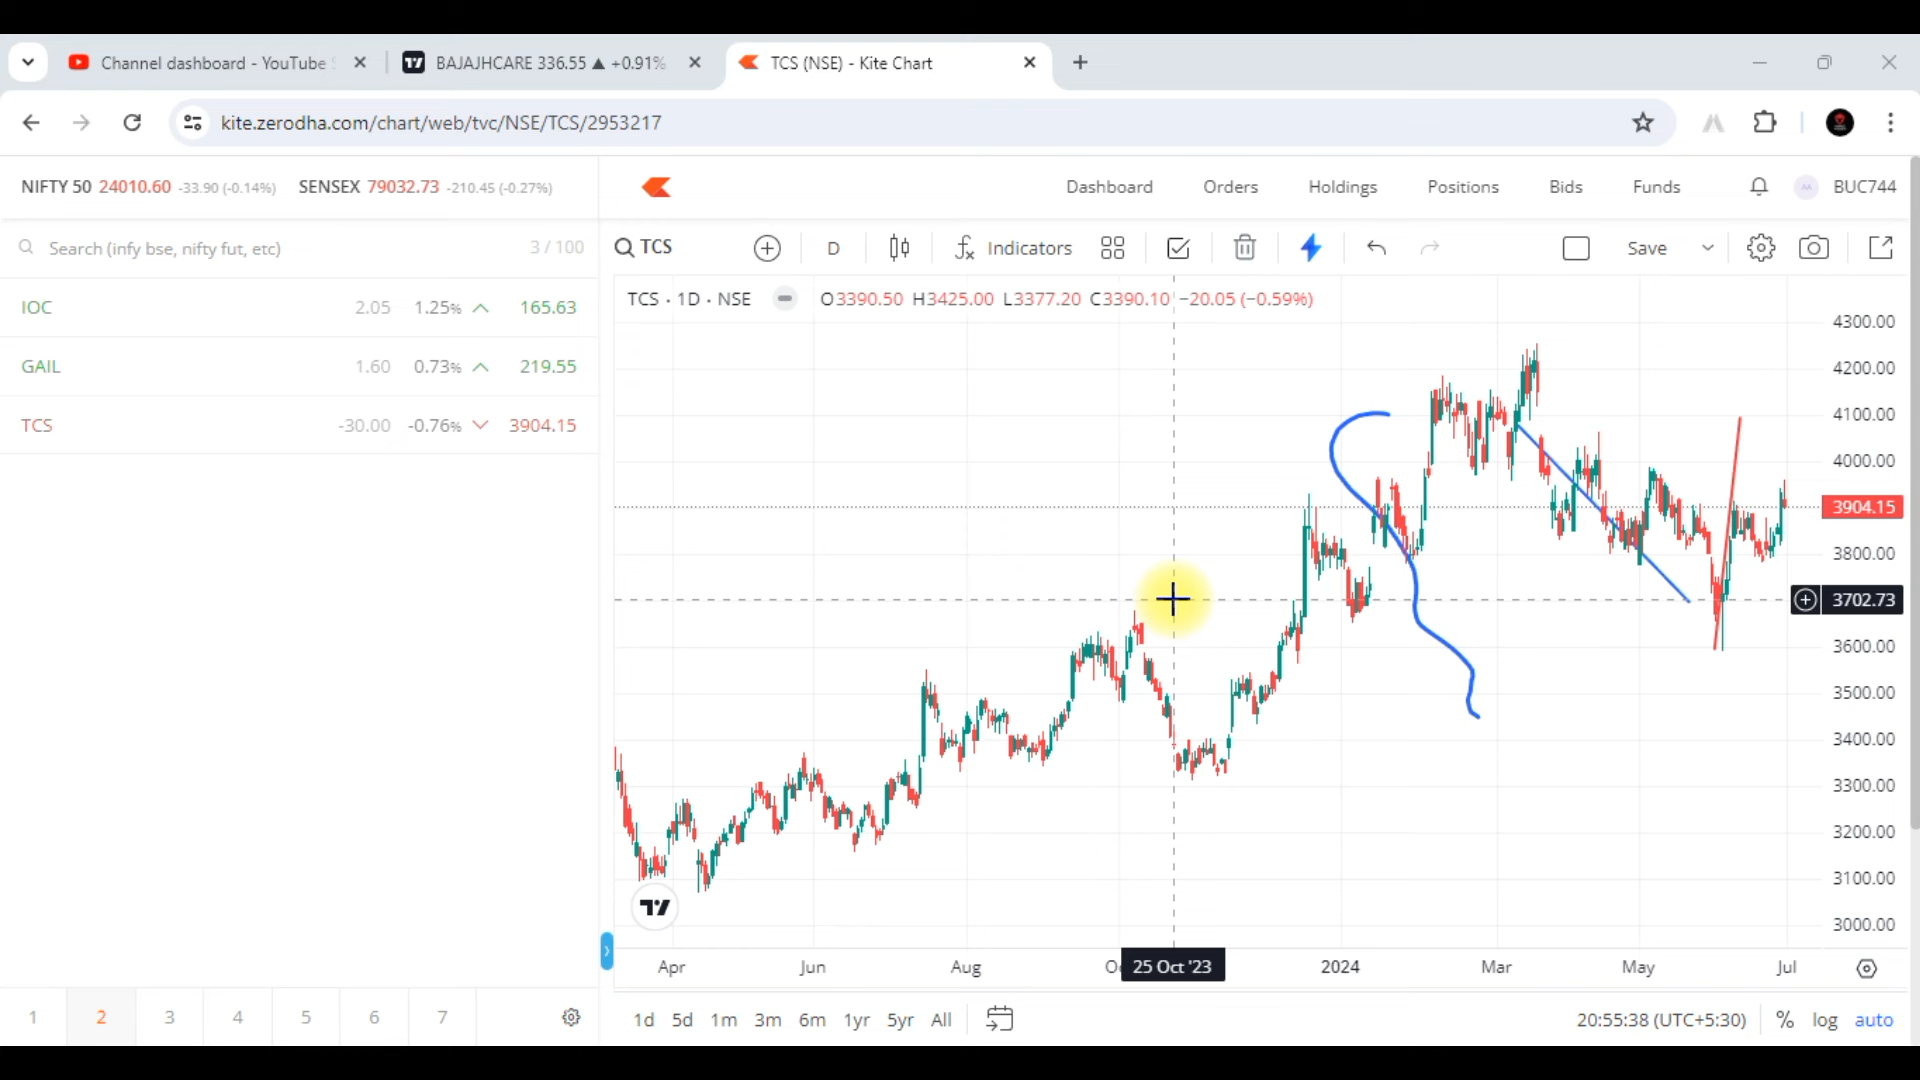 Channel dashboard - YouTube
BAJAJHCARE 336.55 ▲ +0.91%
TCS (NSE) - Kite Chart
kite.zerodha.com/chart/web/tvc/NSE/TCS/2953217
NIFTY 50 24010.60 -33.90 (-0.14%) SENSEX 79032.73 -210.45 (-0.27%)
Dashboard Orders Holdings Positions Bids Funds BUC744
Search (infy bse, nifty fut, etc) 3 / 100
TCS D Indicators Save
IOC 2.05 1.25% 165.63
GAIL 1.60 0.73% 219.55
TCS -30.00 -0.76% 3904.15
TCS · 1D · NSE O3390.50 H3425.00 L3377.20 C3390.10 −20.05 (−0.59%)
4300.00
4200.00
4100.00
4000.00
3904.15
3800.00
3702.73
3600.00
3500.00
3400.00
3300.00
3200.00
3100.00
3000.00
Apr Jun Aug 25 Oct '23 2024 Mar May Jul
1 2 3 4 5 6 7
1d 5d 1m 3m 6m 1yr 5yr All
20:55:38 (UTC+5:30) % log auto